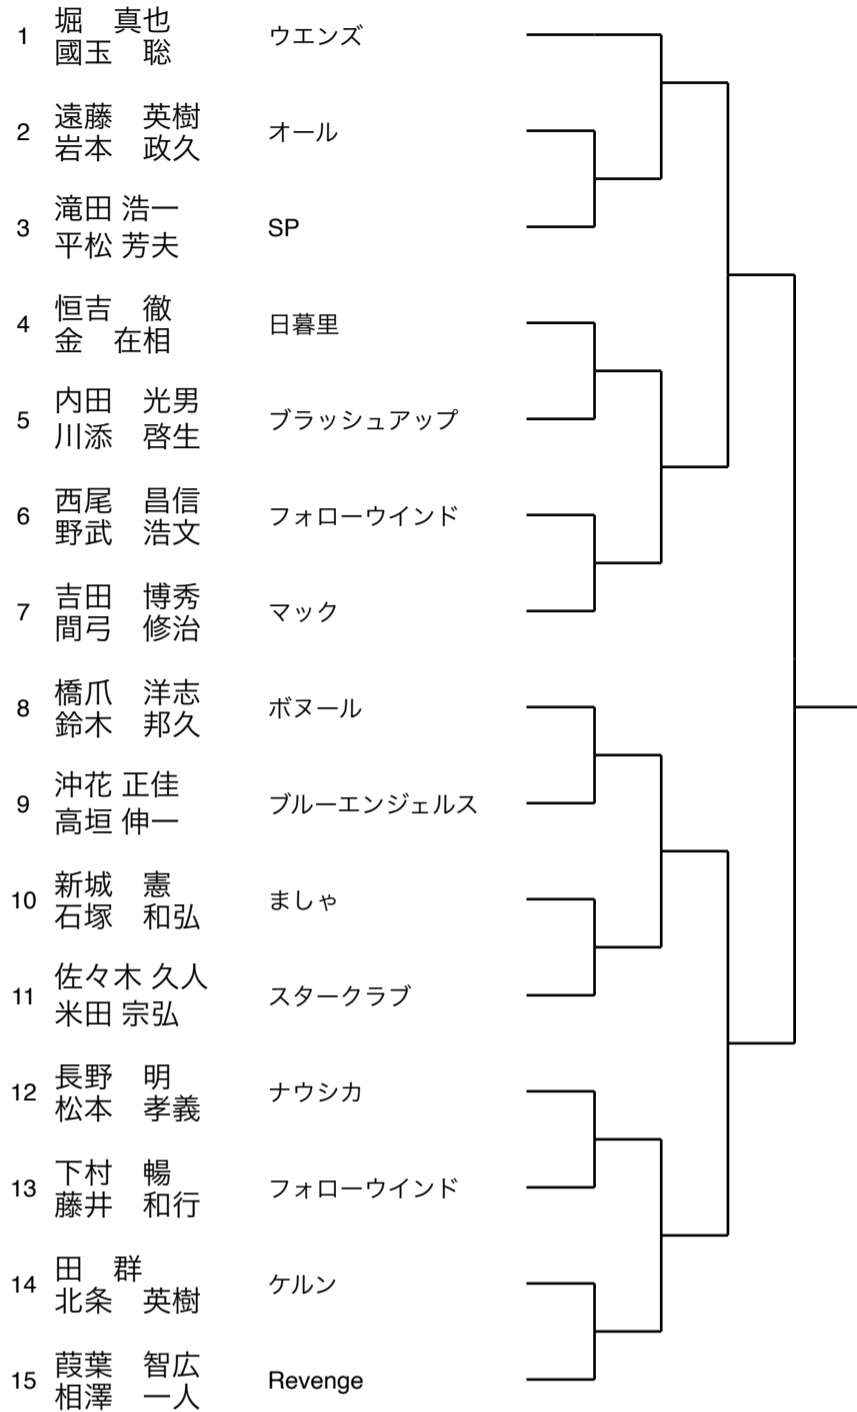 1 堀　真也 ウエンズ
國玉　聡
2 遠藤　英樹 オール
岩本　政久
3 滝田 浩一 SP
平松 芳夫
4 恒吉　徹 日暮里
金　在相
5 内田　光男 ブラッシュアップ
川添　啓生
6 西尾　昌信 フォローウインド
野武　浩文
7 吉田　博秀 マック
間弓　修治
8 橋爪　洋志 ボヌール
鈴木　邦久
9 沖花 正佳 ブルーエンジェルス
高垣 伸一
10 新城　憲 ましゃ
石塚　和弘
11 佐々木 久人 スタークラブ
米田 宗弘
12 長野　明 ナウシカ
松本　孝義
13 下村　暢 フォローウインド
藤井　和行
14 田　群 ケルン
北条　英樹
15 葭葉　智広 Revenge
相澤　一人